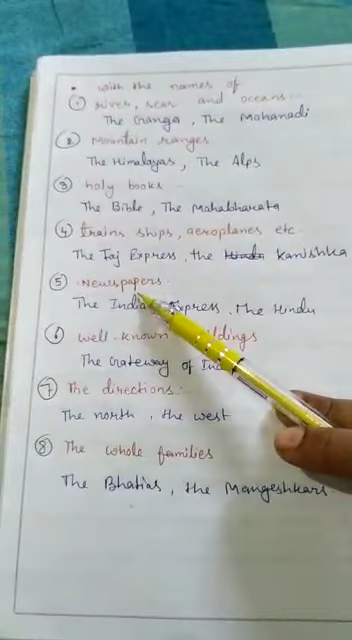 • with the names of
① rives, seas and oceans..
The Ganga, The Mahanadi
② Mountain ranges
The Himalayas, The Alps
③ holy books
The Bible, The Mahabharata
④ trains ships, aeroplanes etc.
The Taj Express, the Hindu Kanishka
⑤ Newspapers.
The Indian Express, The Hindu
⑥ well-known
The Gateway of
⑦ The directions:-
The north, the west
⑧ The whole families
The Bhatias, the Mangeshkars.